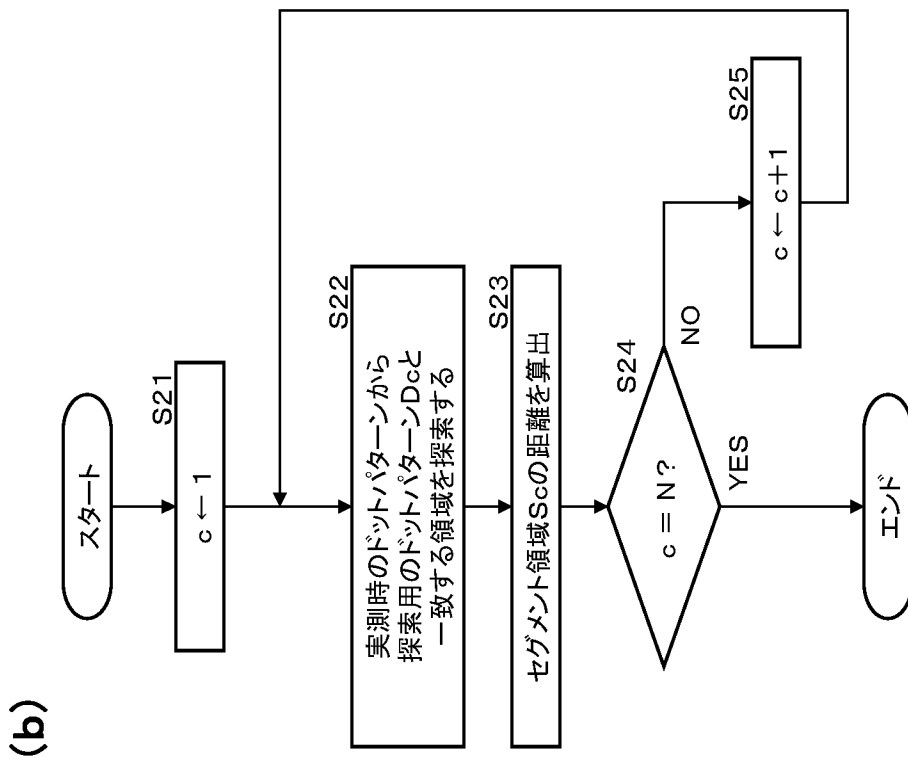 (b)
スタート
S21
c ← 1
S22
実測時のドットパターンから
探索用のドットパターンDcと
一致する領域を探索する
S23
セグメント領域Scの距離を算出
S24
c = N?
NO
S25
c ← c+1
YES
エンド